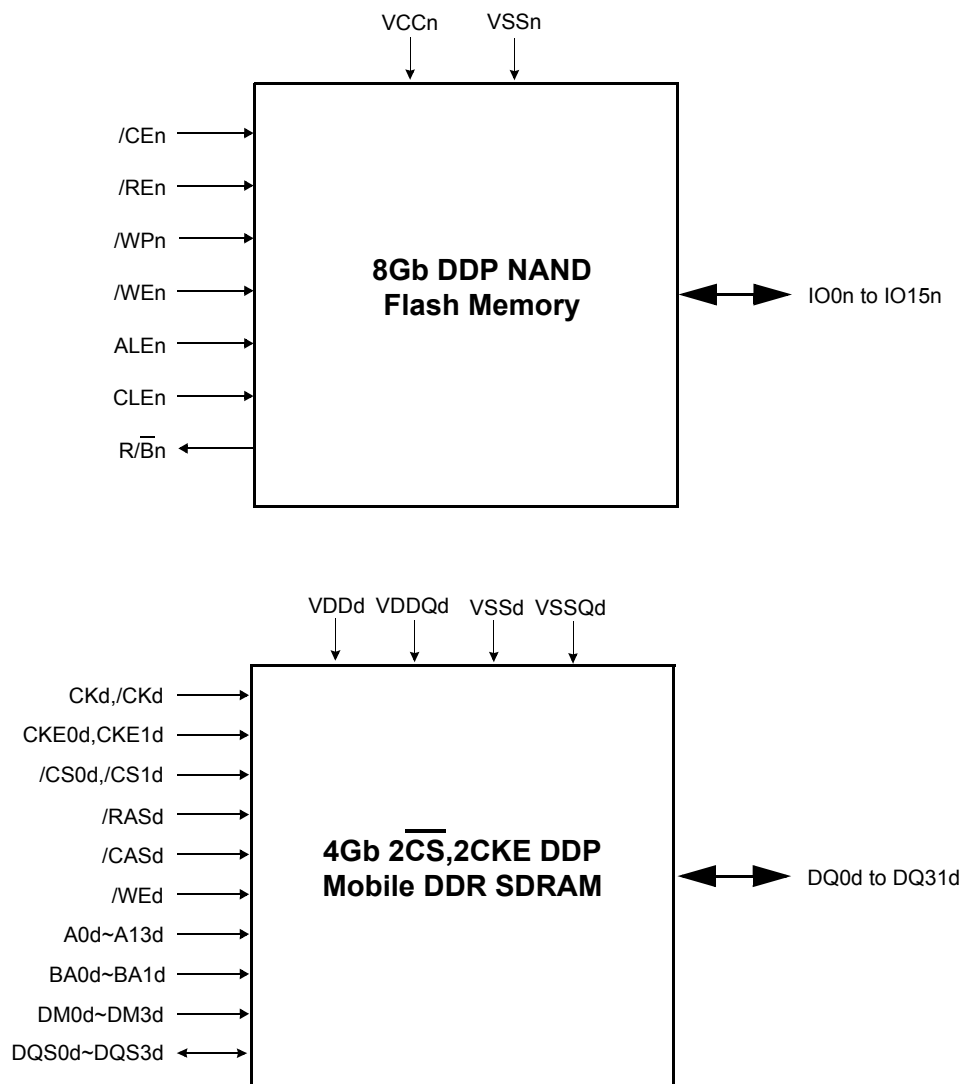 VCCn VSSn
/CEn
/REn
/WPn
/WEn
ALEn
CLEn
R/B̅n
8Gb DDP NAND
Flash Memory
IO0n to IO15n
VDDd VDDQd VSSd VSSQd
CKd,/CKd
CKE0d,CKE1d
/CS0d,/CS1d
/RASd
/CASd
/WEd
A0d~A13d
BA0d~BA1d
DM0d~DM3d
DQS0d~DQS3d
4Gb 2C̅S̅,2CKE DDP
Mobile DDR SDRAM
DQ0d to DQ31d